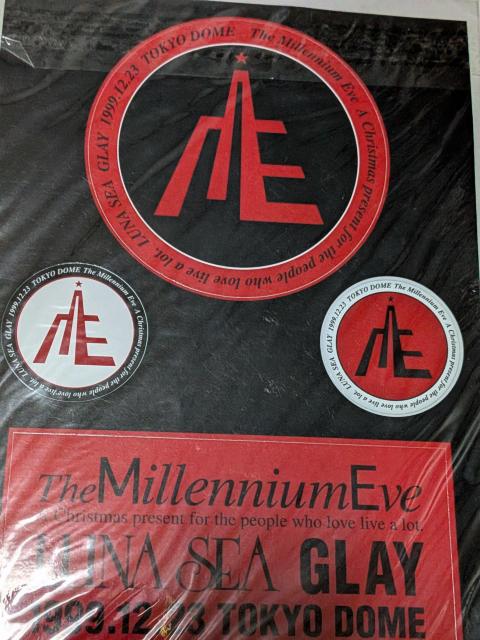 LUNA SEA GLAY 1999.12.23 TOKYO DOME The Millennium Eve A Christmas present for the people who love live a lot.
ME
LUNA SEA GLAY 1999.12.23 TOKYO DOME The Millennium Eve A Christmas present for the people who love live a lot.
ME
LUNA SEA GLAY 1999.12.23 TOKYO DOME The Millennium Eve A Christmas present for the people who love live a lot.
ME
The Millennium Eve
A Christmas present for the people who love live a lot.
LUNA SEA GLAY
1999.12.23 TOKYO DOME